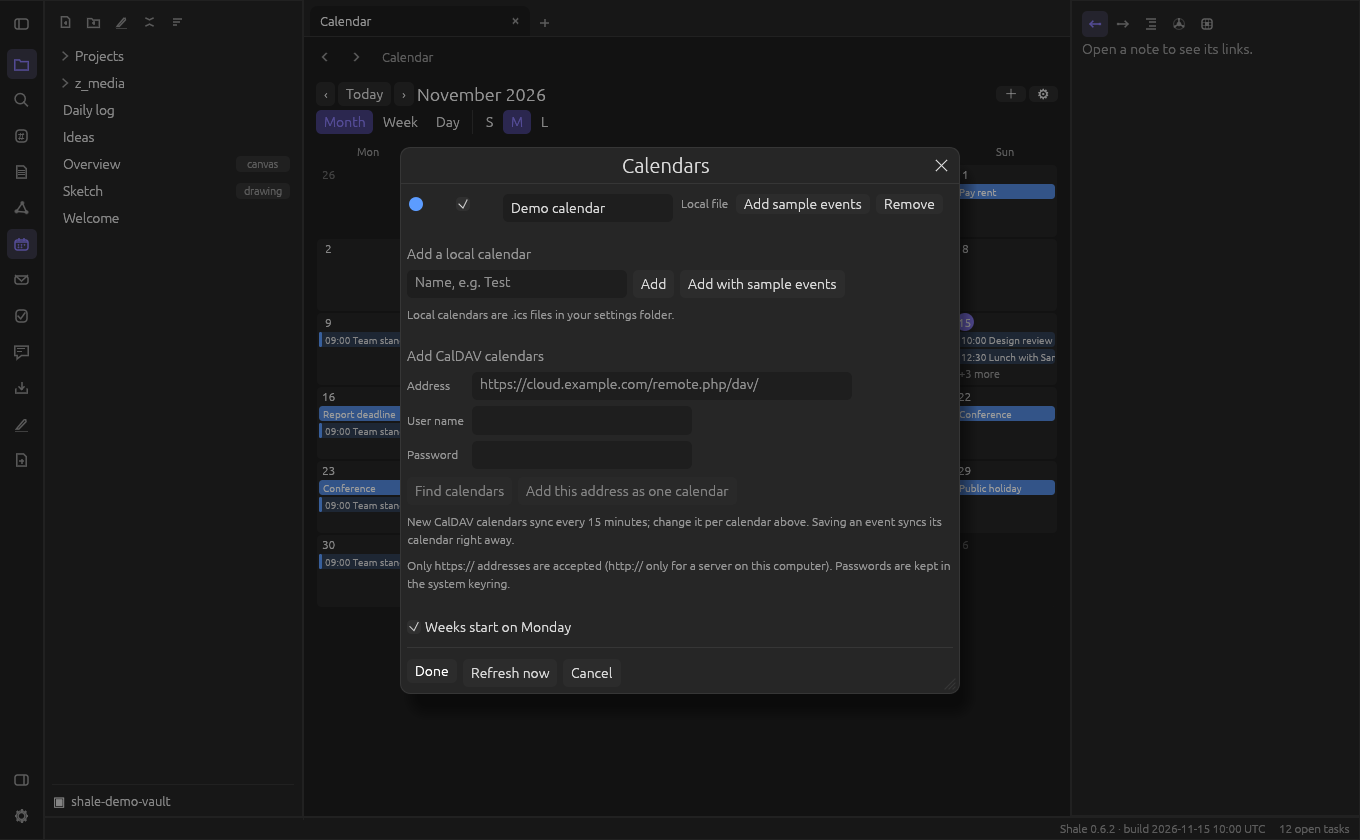 Calendar
Projects
z_media
Daily log
Ideas
Overview canvas
Sketch drawing
Welcome
shale-demo-vault
Calendar
Today November 2026
Month Week Day S M L
Mon Sun
26 1
Pay rent
2 8
9 15
09:00 Team stan 10:00 Design review
12:30 Lunch with Sar
+3 more
16 22
Report deadline Conference
09:00 Team stan
23 29
Conference Public holiday
09:00 Team stan
30 6
09:00 Team stan
Calendars
Demo calendar Local file Add sample events Remove
Add a local calendar
Name, e.g. Test Add Add with sample events
Local calendars are .ics files in your settings folder.
Add CalDAV calendars
Address https://cloud.example.com/remote.php/dav/
User name
Password
Find calendars Add this address as one calendar
New CalDAV calendars sync every 15 minutes; change it per calendar above. Saving an event syncs its
calendar right away.
Only https:// addresses are accepted (http:// only for a server on this computer). Passwords are kept in
the system keyring.
Weeks start on Monday
Done Refresh now Cancel
Open a note to see its links.
Shale 0.6.2 · build 2026-11-15 10:00 UTC 12 open tasks